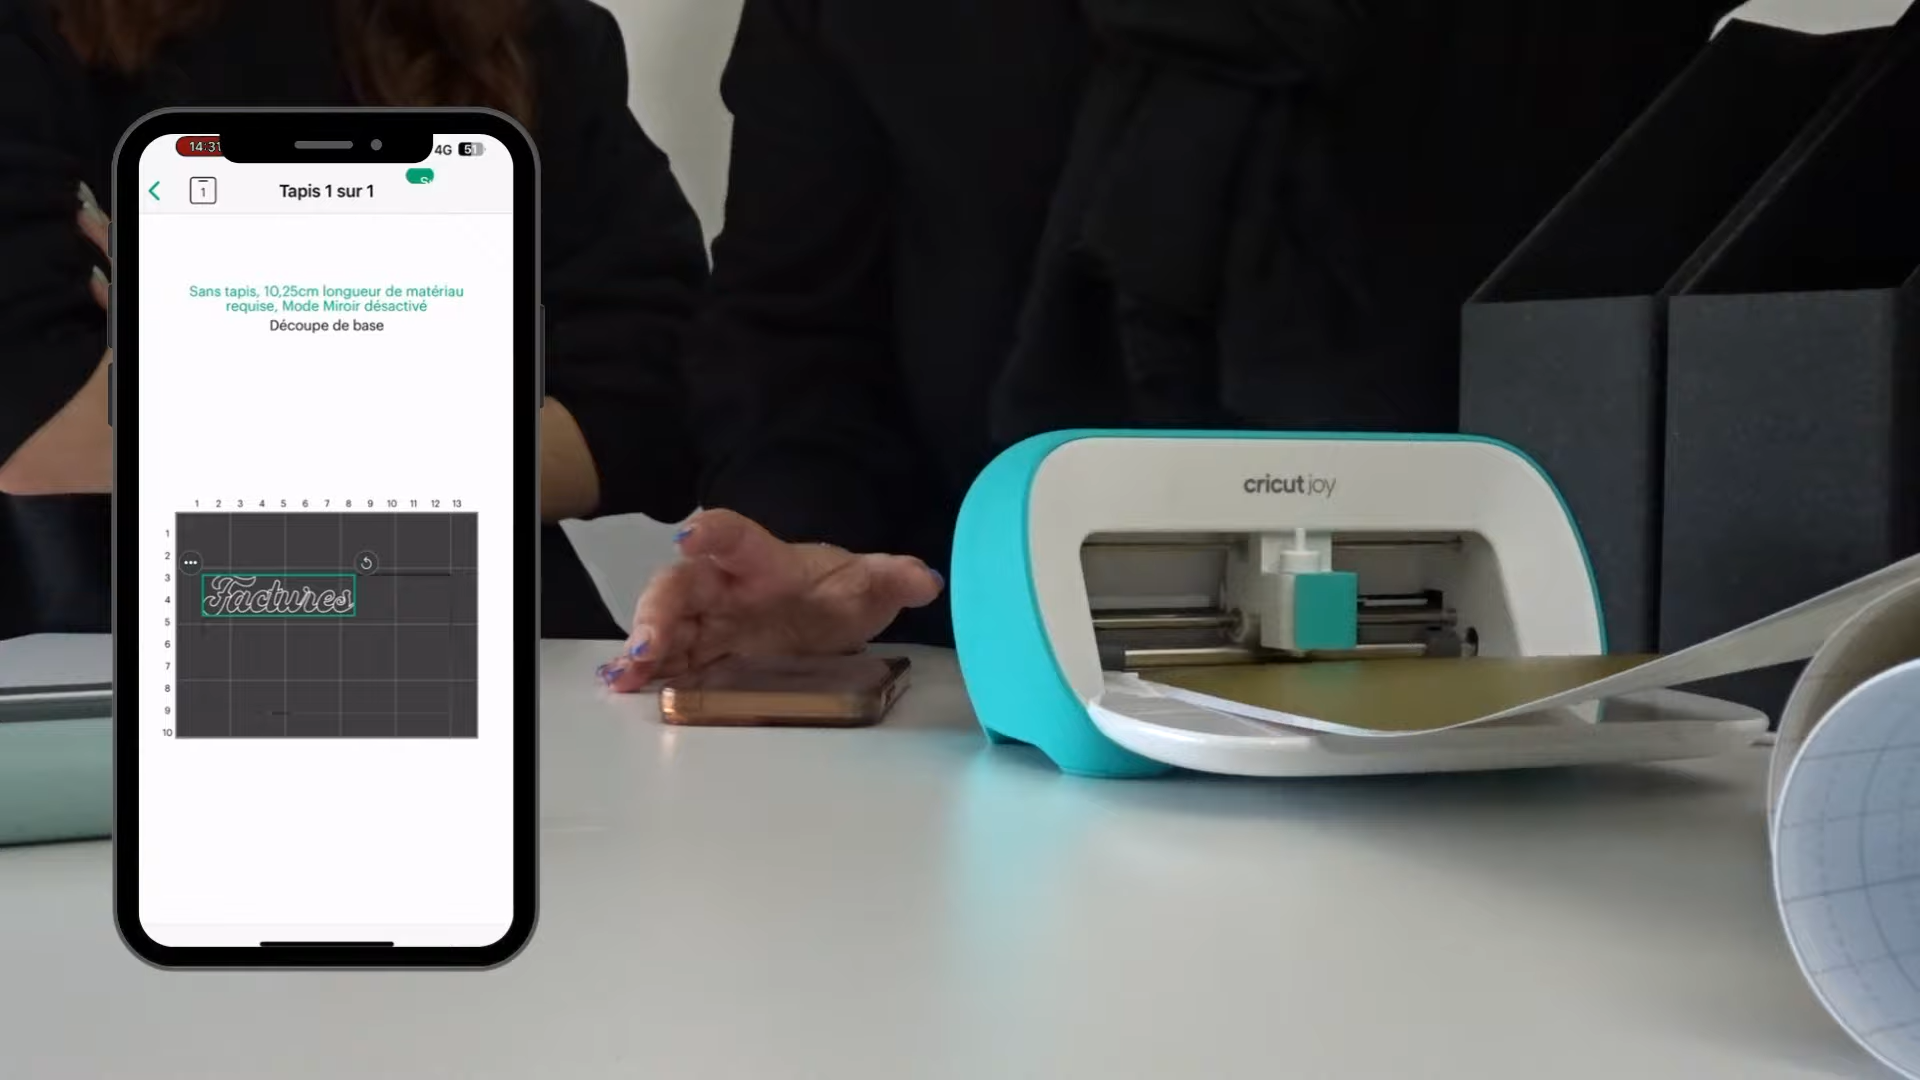 14:31
4G 51
1
Tapis 1 sur 1
Sans tapis, 10,25cm longueur de matériau
requise, Mode Miroir désactivé
Découpe de base
1 2 3 4 5 6 7 8 9 10 11 12 13
1
2
3
Factures
4
5
6
7
8
9
10
cricut joy